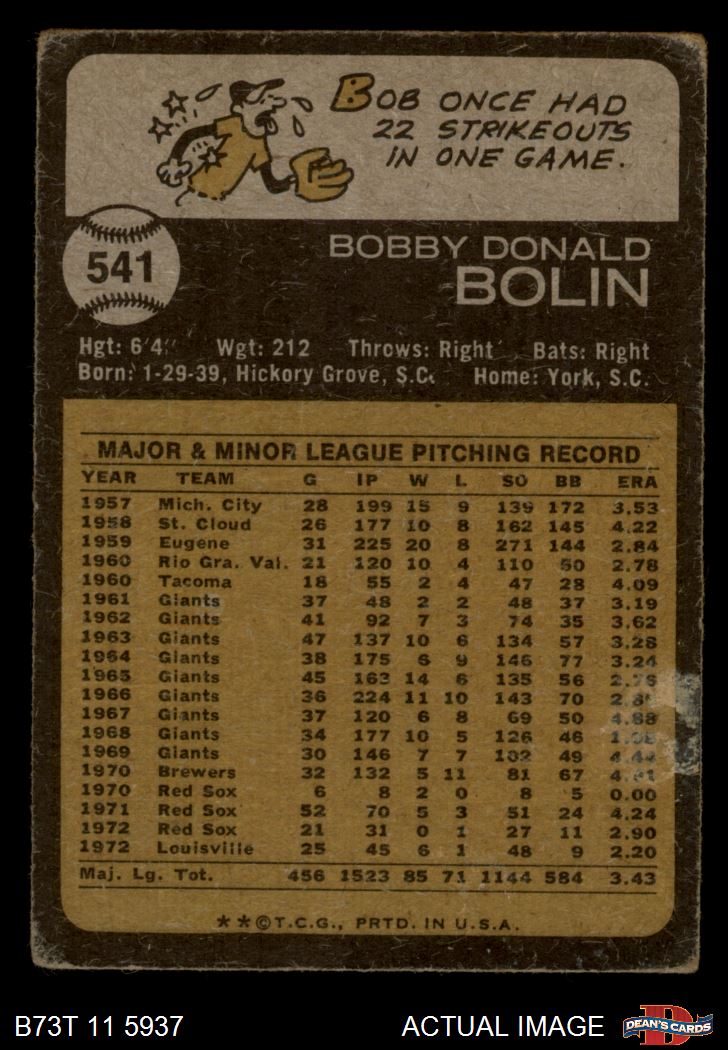 BOB ONCE HAD
22 STRIKEOUTS
IN ONE GAME.
541
BOBBY DONALD
BOLIN
Hgt: 6'4" Wgt: 212 Throws: Right Bats: Right
Born: 1-29-39, Hickory Grove, S.C. Home: York, S.C.
MAJOR & MINOR LEAGUE PITCHING RECORD
YEAR TEAM G IP W L SO BB ERA
1957 Mich. City 28 199 15 9 139 172 3.53
1958 St. Cloud 26 177 10 8 162 145 4.22
1959 Eugene 31 225 20 8 271 144 2.84
1960 Rio Gra. Val. 21 120 10 4 110 50 2.78
1960 Tacoma 18 55 2 4 47 28 4.09
1961 Giants 37 48 2 2 48 37 3.19
1962 Giants 41 92 7 3 74 35 3.62
1963 Giants 47 137 10 6 134 57 3.28
1964 Giants 38 175 6 9 146 77 3.24
1965 Giants 45 163 14 6 135 56
1966 Giants 36 224 11 10 143 70
1967 Giants 37 120 6 8 69 50 4.88
1968 Giants 34 177 10 5 126 46
1969 Giants 30 146 7 7 102 49
1970 Brewers 32 132 5 11 81 67
1970 Red Sox 6 8 2 0 8 5 0.00
1971 Red Sox 52 70 5 3 51 24 4.24
1972 Red Sox 21 31 0 1 27 11 2.90
1972 Louisville 25 45 6 1 48 9 2.20
Maj. Lg. Tot. 456 1523 85 71 1144 584 3.43
**©T.C.G., PRTD. IN U.S.A.
B73T 11 5937 ACTUAL IMAGE DEAN'S CARDS